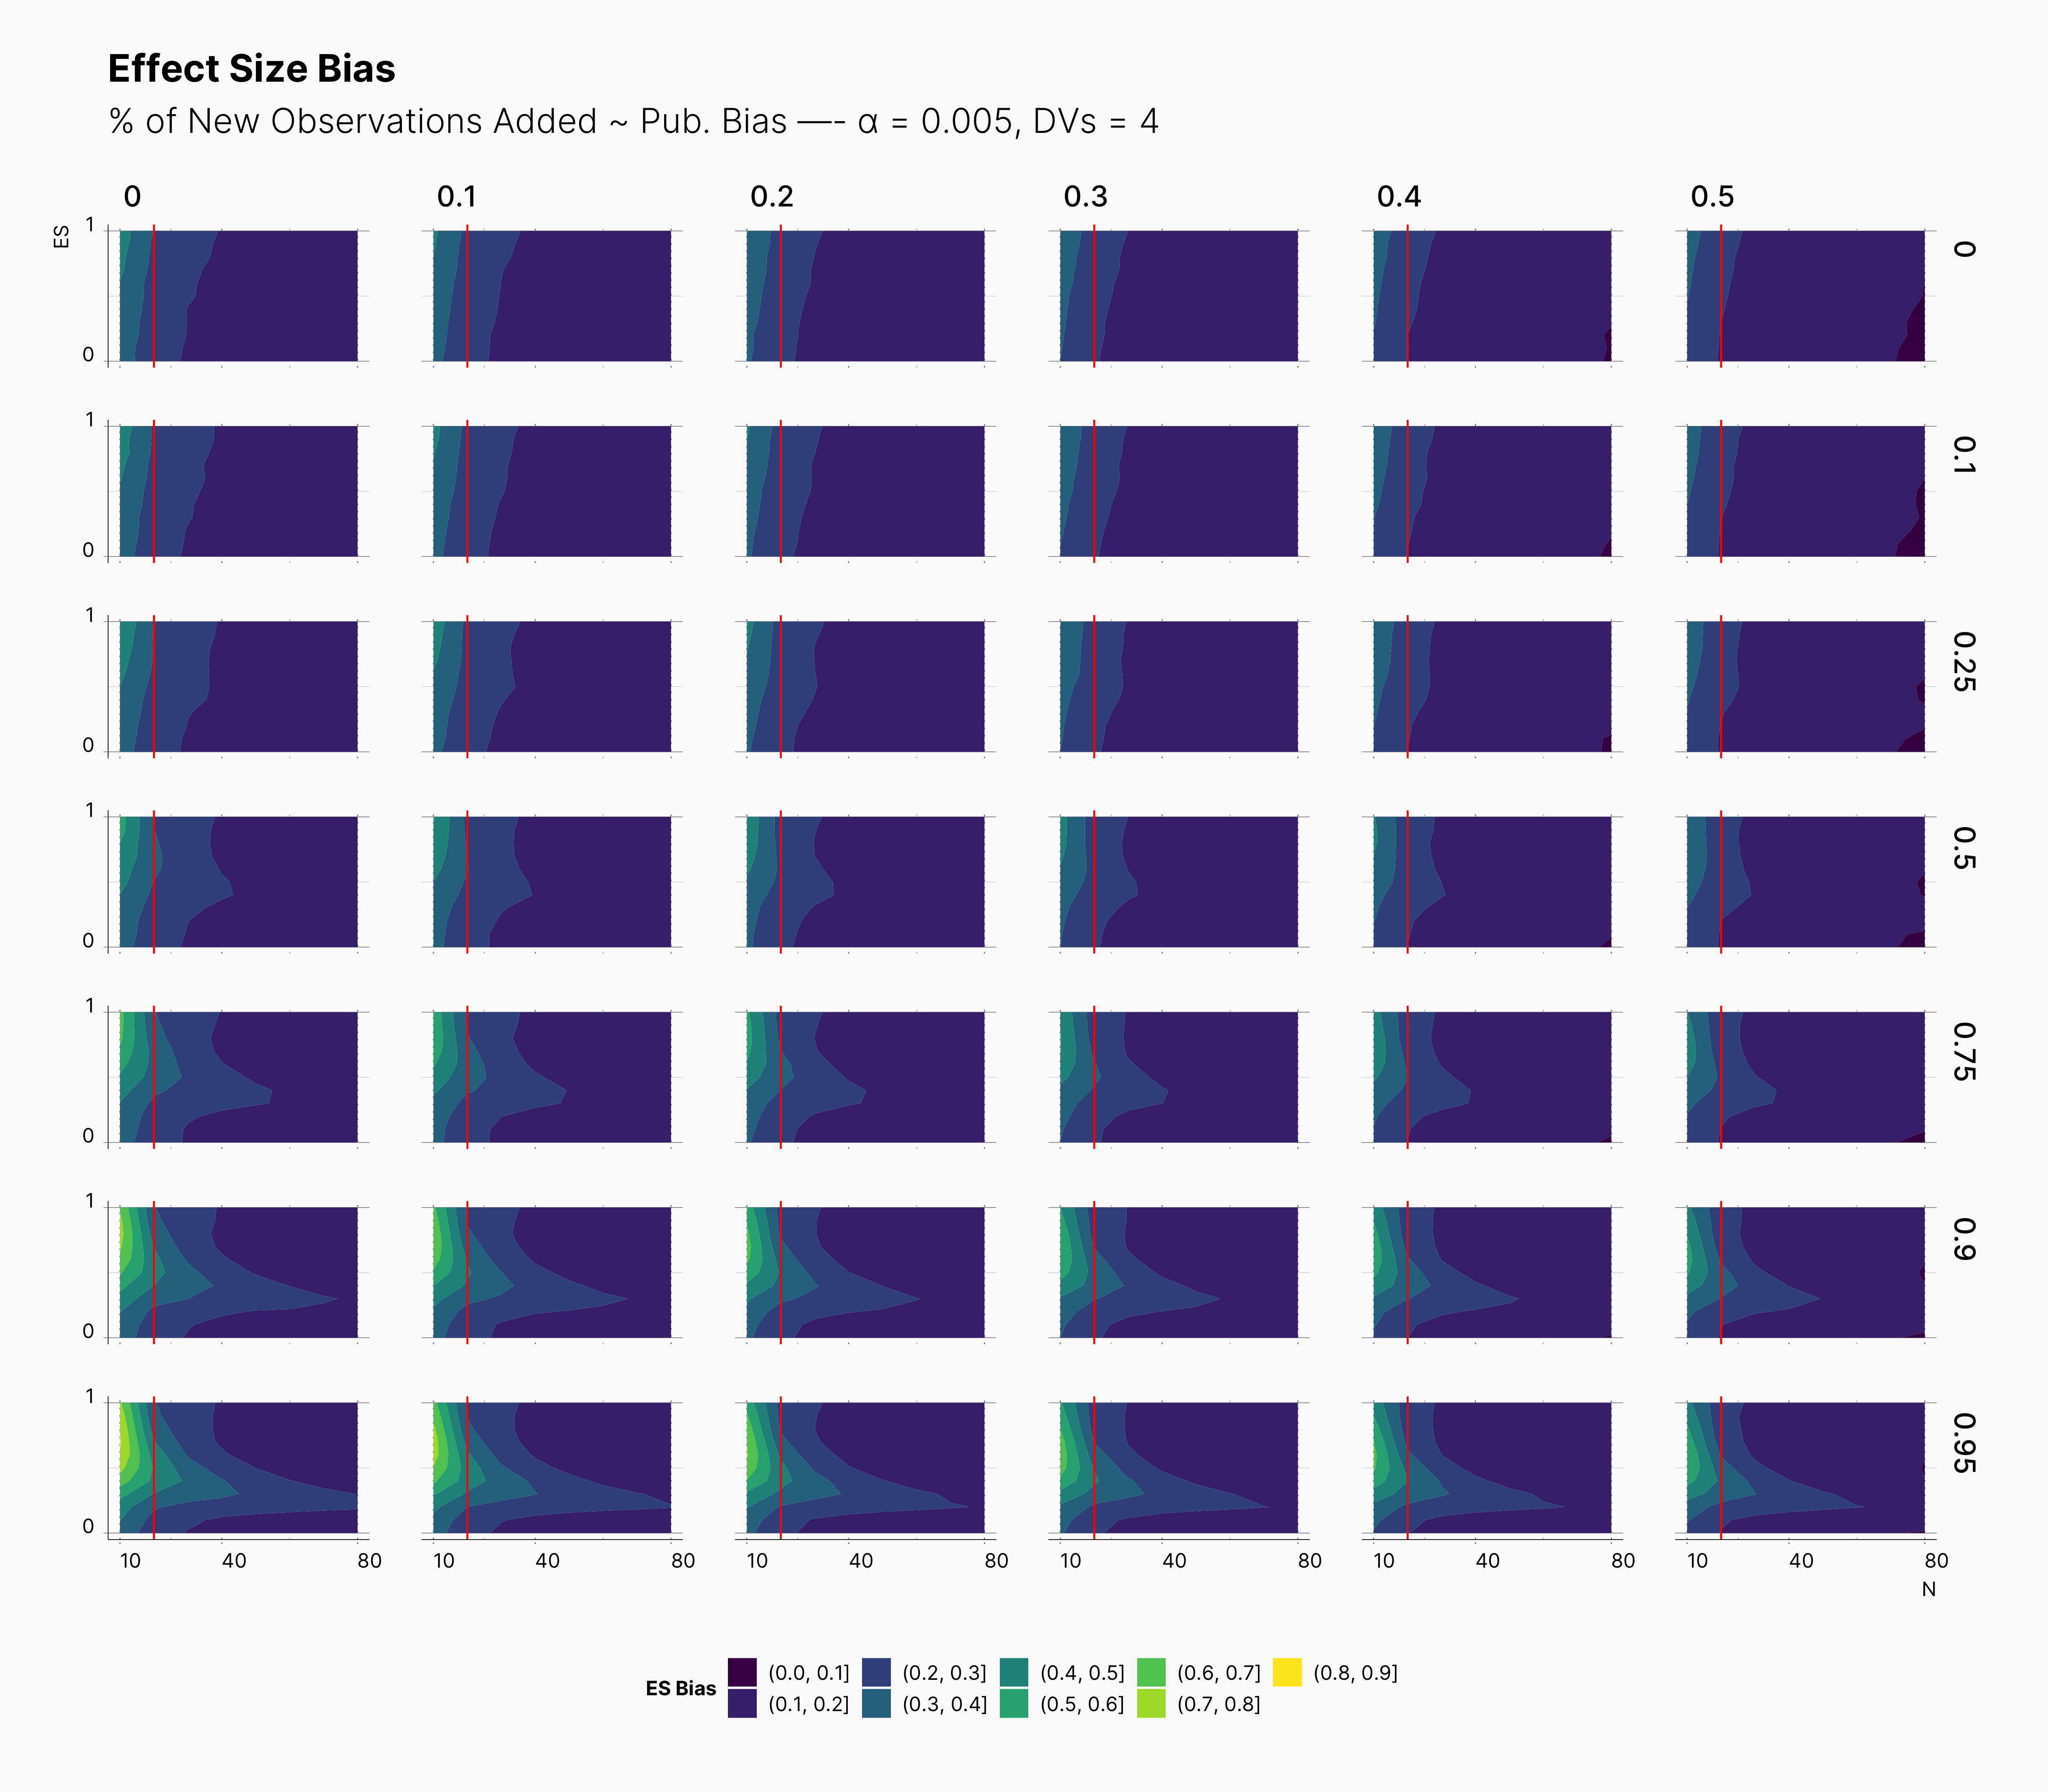 Effect Size Bias
% of New Observations Added ~ Pub. Bias —- α = 0.005, DVs = 4
0 0.1 0.2 0.3 0.4 0.5
ES
1
0
0
1
0
0.1
1
0
0.25
1
0
0.5
1
0
0.75
1
0
0.9
1
0
0.95
10 40 80 10 40 80 10 40 80 10 40 80 10 40 80 10 40 80
N
ES Bias
(0.0, 0.1] (0.2, 0.3] (0.4, 0.5] (0.6, 0.7] (0.8, 0.9]
(0.1, 0.2] (0.3, 0.4] (0.5, 0.6] (0.7, 0.8]